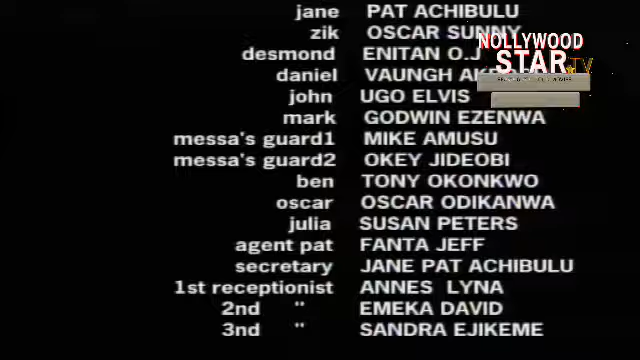 jane PAT ACHIBULU
zik OSCAR SUNNY
desmond ENITAN O.J
daniel VAUNGH
john UGO ELVIS
mark GODWIN EZENWA
messa's guard1 MIKE AMUSU
messa's guard2 OKEY JIDEOBI
ben TONY OKONKWO
oscar OSCAR ODIKANWA
julia SUSAN PETERS
agent pat FANTA JEFF
secretary JANE PAT ACHIBULU
1st receptionist ANNES LYNA
2nd " EMEKA DAVID
3nd " SANDRA EJIKEME
NOLLYWOOD
STAR.TV